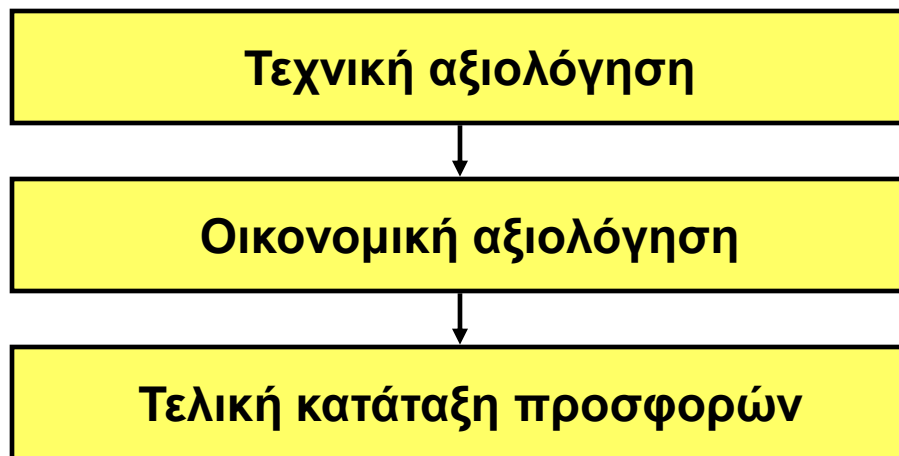 Τεχνική αξιολόγηση
Οικονομική αξιολόγηση
Τελική κατάταξη προσφορών